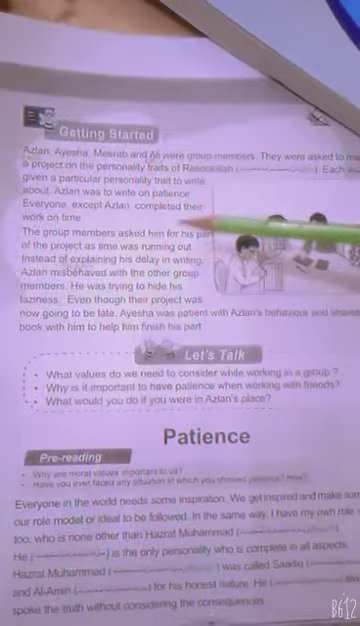 Getting Started
Azlan, Ayesha, Meerab and Ali were group members. They were asked to
a project on the personality traits of Rasoolullah ( ). Each
given a particular personality trait to write
about. Azlan was to write on patience
Everyone except Azlan completed their
work on time
The group members asked him for his part
of the project as time was running out.
Instead of explaining his delay in writing,
Azlan misbehaved with the other group
members. He was trying to hide his
laziness. Even though their project was
now going to be late, Ayesha was patient with Azlan's behaviour and
book with him to help him finish his part
Let's Talk
• What values do we need to consider while working in a group ?
• Why is it important to have patience when working with friends?
• What would you do if you were in Azlan's place?
Patience
Pre-reading
• Why are moral values important to us?
• Have you ever faced any situation in which you showed patience? How?
Everyone in the world needs some inspiration. We get inspired and make
our role model or ideal to be followed. In the same way, I have my own role
too, who is none other than Hazrat Muhammad ( )
He ( ) is the only personality who is complete in all aspects.
Hazrat Muhammad ( ) was called Saadiq ( )
and Al-Amin ( ) for his honest nature. He (
spoke the truth without considering the consequences
B612